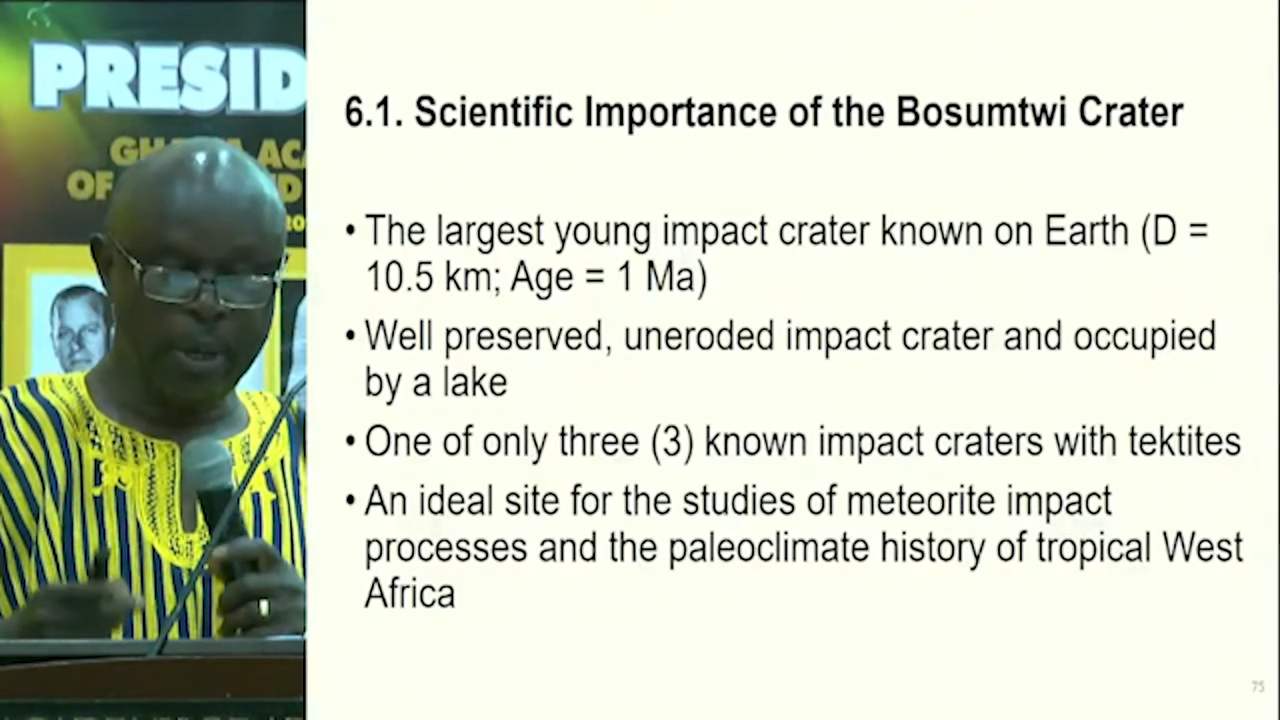 PRESID
OF
6.1. Scientific Importance of the Bosumtwi Crater
• The largest young impact crater known on Earth (D =
10.5 km; Age = 1 Ma)
• Well preserved, uneroded impact crater and occupied
by a lake
• One of only three (3) known impact craters with tektites
• An ideal site for the studies of meteorite impact
processes and the paleoclimate history of tropical West
Africa
75